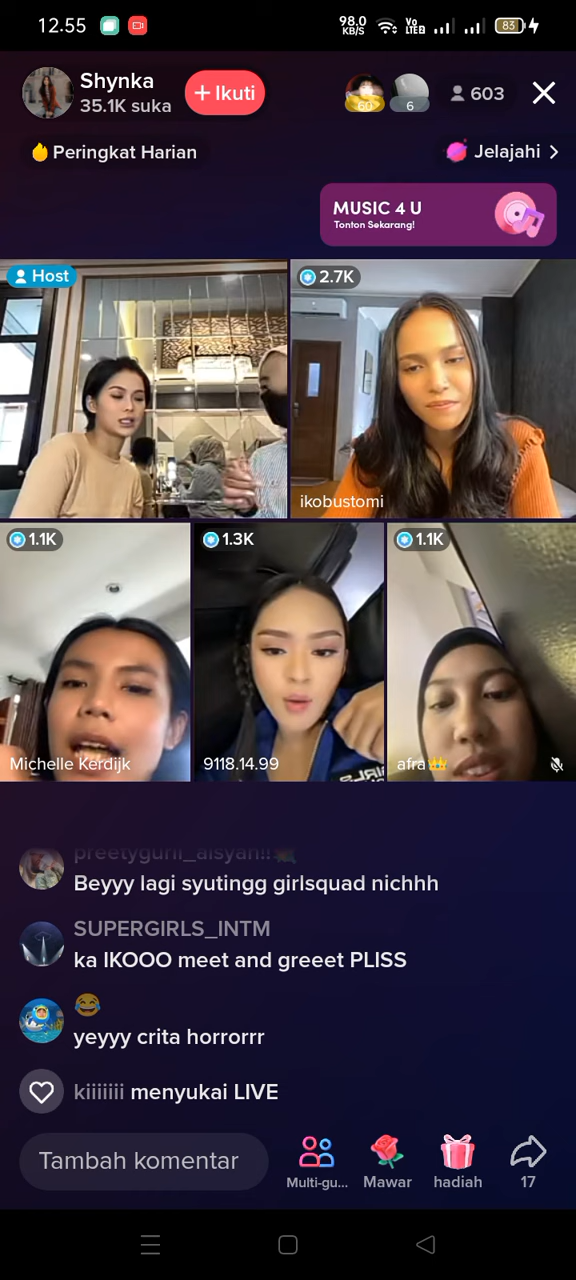 12.55
98.0
KB/S
Vo
LTE2
83
Shynka
35.1K suka
+ Ikuti
60
6
603
Peringkat Harian
Jelajahi >
MUSIC 4 U
Tonton Sekarang!
Host
2.7K
ikobustomi
1.1K
1.3K
1.1K
Michelle Kerdijk
9118.14.99
afra👑
Beyyy lagi syutingg girlsquad nichhh
SUPERGIRLS_INTM
ka IKOOO meet and greeet PLISS
😂
yeyyy crita horrorrr
kiiiiiii menyukai LIVE
Tambah komentar
Multi-gu...
Mawar
hadiah
17